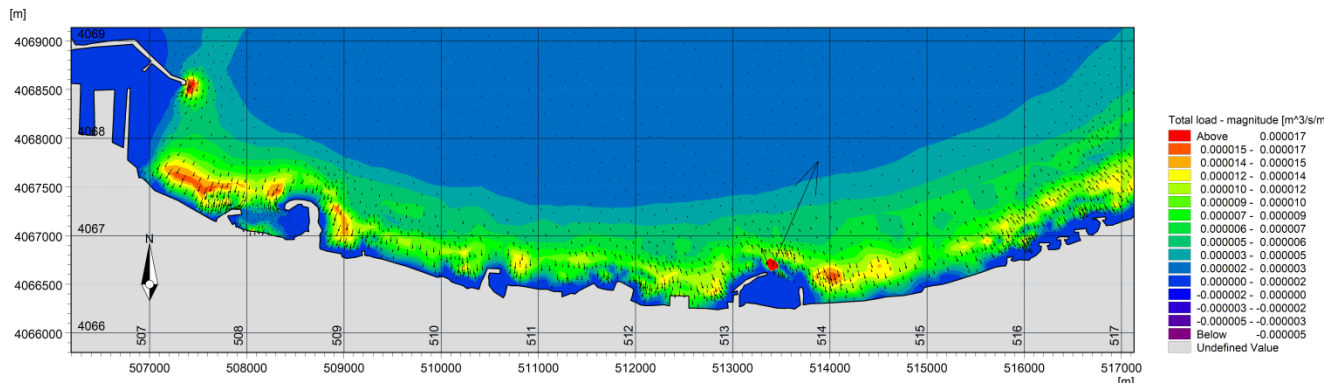 [m]
4069000
4068500
4068000
4067500
4067000
4066500
4066000
4069
4068
4067
4066
N
507
508
509
510
511
512
513
514
515
516
517
507000 508000 509000 510000 511000 512000 513000 514000 515000 516000 517000
[m]
Total load - magnitude [m^3/s/m
Above 0.000017
0.000015 - 0.000017
0.000014 - 0.000015
0.000012 - 0.000014
0.000010 - 0.000012
0.000009 - 0.000010
0.000007 - 0.000009
0.000006 - 0.000007
0.000005 - 0.000006
0.000003 - 0.000005
0.000002 - 0.000003
0.000000 - 0.000002
-0.000002 - 0.000000
-0.000003 - -0.000002
-0.000005 - -0.000003
Below -0.000005
Undefined Value